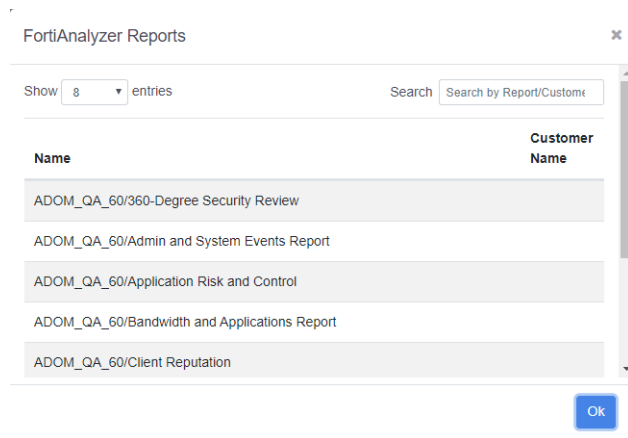 FortiAnalyzer Reports
Show 8 entries
Search Search by Report/Custome
Name
Customer
Name
ADOM_QA_60/360-Degree Security Review
ADOM_QA_60/Admin and System Events Report
ADOM_QA_60/Application Risk and Control
ADOM_QA_60/Bandwidth and Applications Report
ADOM_QA_60/Client Reputation
Ok